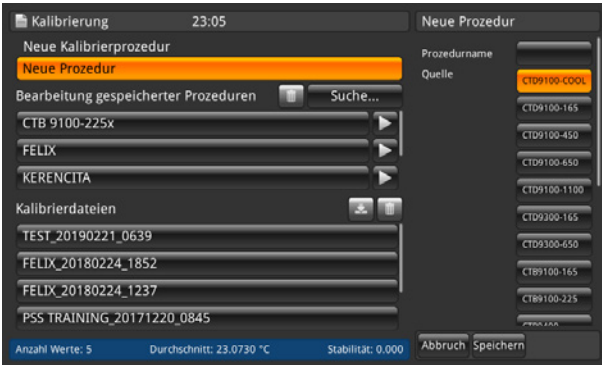 Kalibrierung 23:05
Neue Kalibrierprozedur
Neue Prozedur
Bearbeitung gespeicherter Prozeduren Suche...
CTB 9100-225x
FELIX
KERENCITA
Kalibrierdateien
TEST_20190221_0639
FELIX_20180224_1852
FELIX_20180224_1237
PSS TRAINING_20171220_0845
Anzahl Werte: 5 Durchschnitt: 23.0730 °C Stabilität: 0.000
Neue Prozedur
Prozedurname
Quelle
CTD9100-COOL
CTD9100-165
CTD9100-450
CTD9100-650
CTD9100-1100
CTD9300-165
CTD9300-650
CTB9100-165
CTB9100-225
Abbruch Speichern